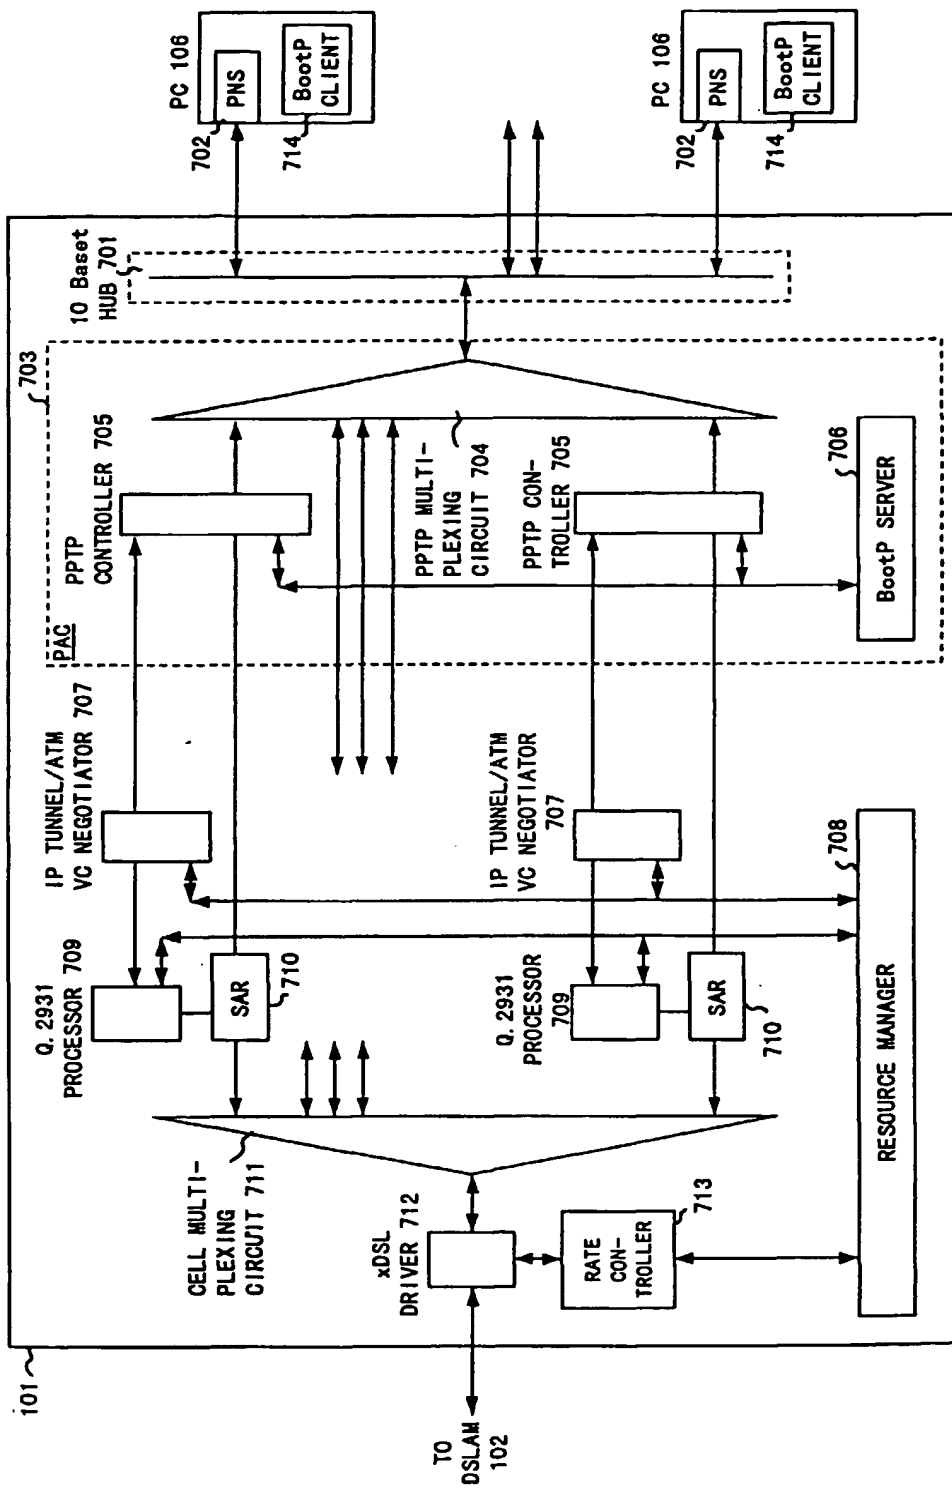 101
TO
DSLAM
102
CELL MULTI-
PLEXING
CIRCUIT 711
xDSL
DRIVER 712
RATE
CON-
TROLLER
713
Q.2931
PROCESSOR 709
SAR
710
Q.2931
PROCESSOR
709
SAR
710
RESOURCE MANAGER
708
IP TUNNEL/ATM
VC NEGOTIATOR 707
IP TUNNEL/ATM
VC NEGOTIATOR
707
703
PAC
PPTP
CONTROLLER 705
PPTP MULTI-
PLEXING
CIRCUIT 704
PPTP CON-
TROLLER 705
706
BootP SERVER
10 Baset
HUB 701
PC 106
PNS
702
BootP
CLIENT
714
PC 106
PNS
702
BootP
CLIENT
714